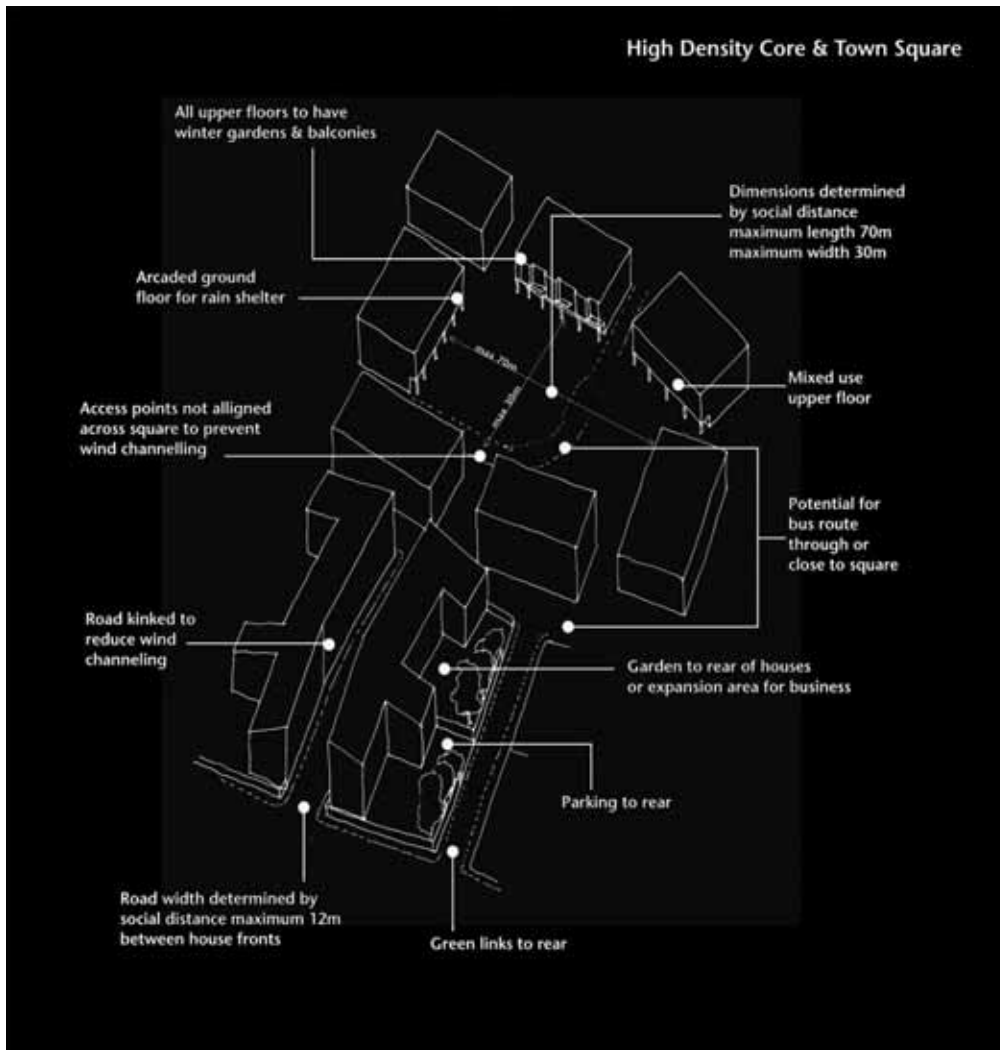 High Density Core & Town Square
All upper floors to have
winter gardens & balconies
Dimensions determined
by social distance
maximum length 70m
maximum width 30m
Arcaded ground
floor for rain shelter
max 70m
max 30m
Mixed use
upper floor
Access points not alligned
across square to prevent
wind channelling
Potential for
bus route
through or
close to square
Road kinked to
reduce wind
channeling
Garden to rear of houses
or expansion area for business
Parking to rear
Road width determined by
social distance maximum 12m
between house fronts
Green links to rear